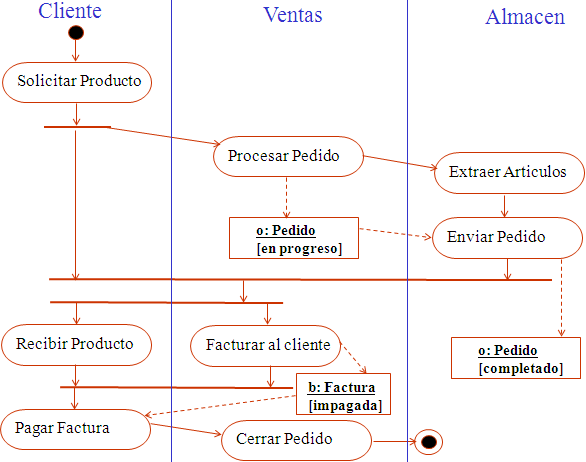 Cliente
Ventas
Almacen
Solicitar Producto
Procesar Pedido
Extraer Articulos
o: Pedido
[en progreso]
Enviar Pedido
Recibir Producto
Facturar al cliente
o: Pedido
[completado]
b: Factura
[impagada]
Pagar Factura
Cerrar Pedido